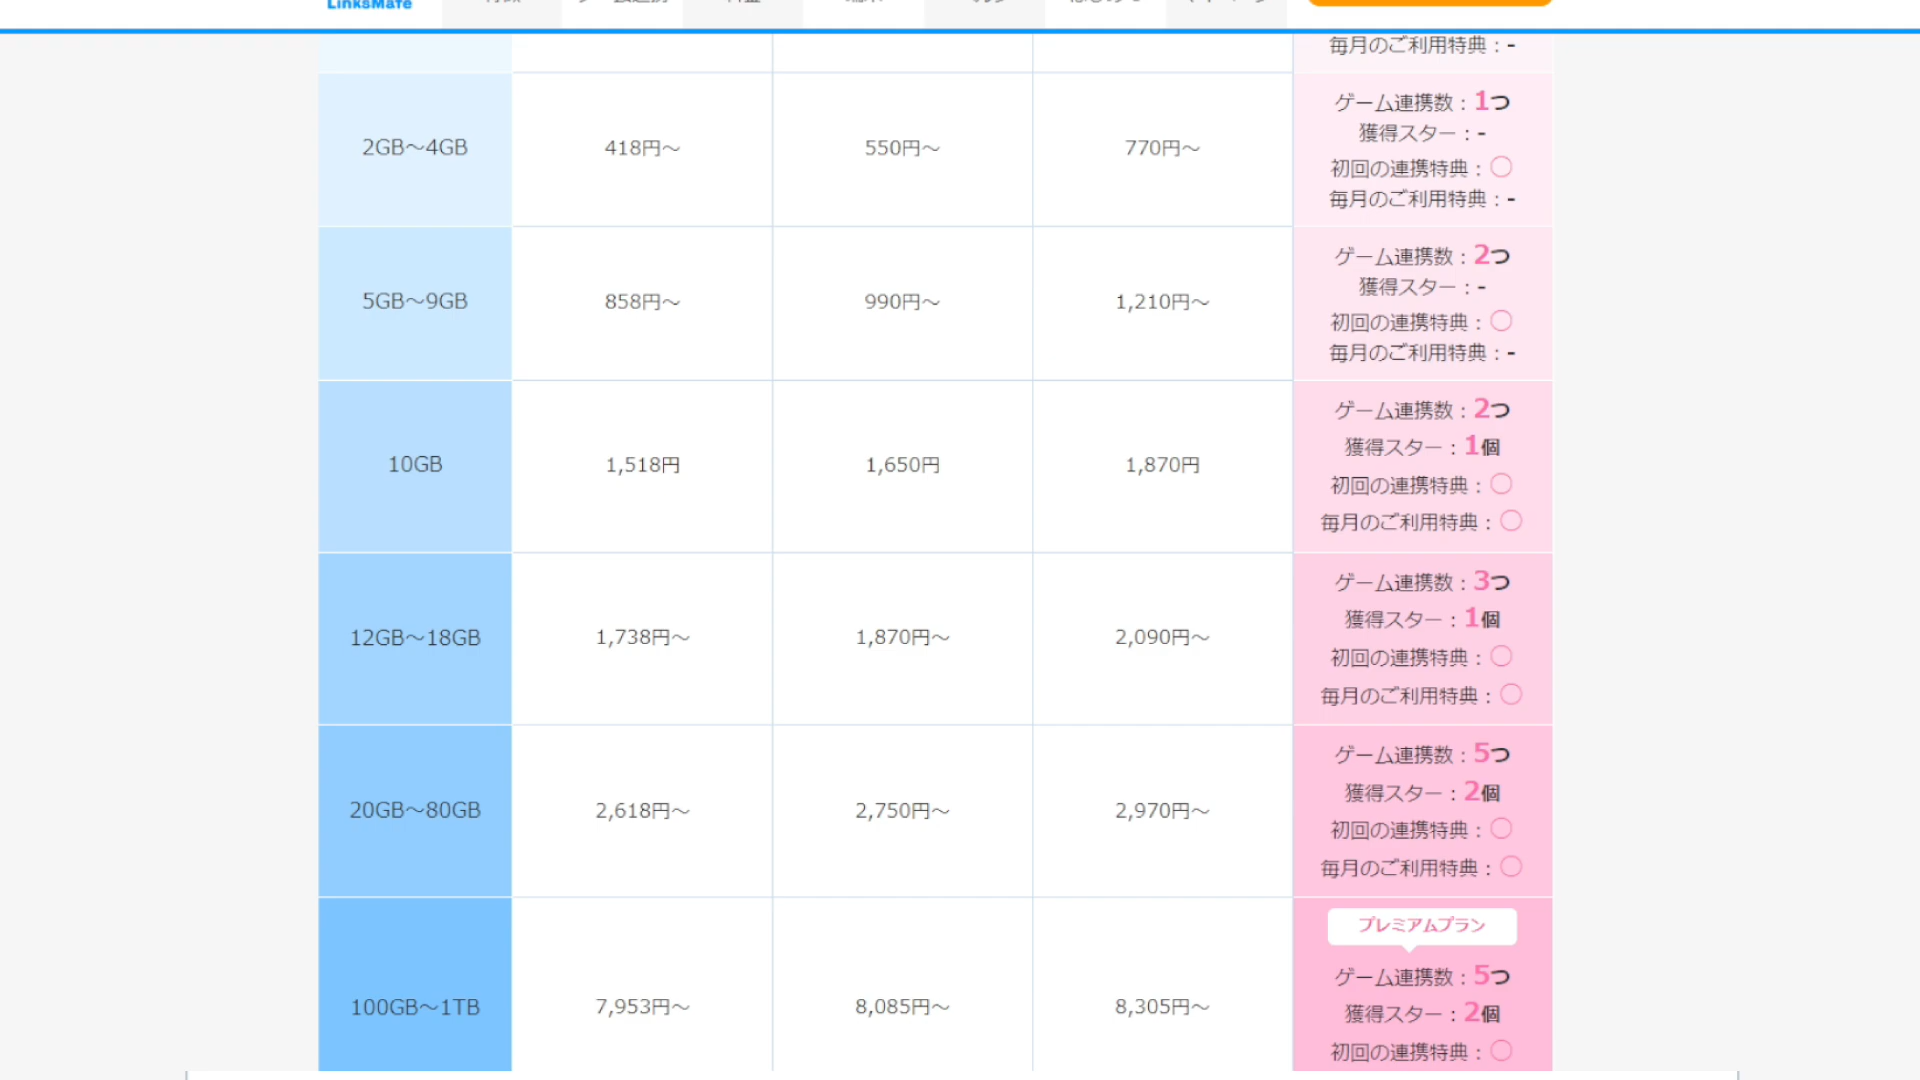 LinksMate
毎月のご利用特典：-
2GB～4GB
418円～
550円～
770円～
ゲーム連携数：1つ
獲得スター：-
初回の連携特典：○
毎月のご利用特典：-
5GB～9GB
858円～
990円～
1,210円～
ゲーム連携数：2つ
獲得スター：-
初回の連携特典：○
毎月のご利用特典：-
10GB
1,518円
1,650円
1,870円
ゲーム連携数：2つ
獲得スター：1個
初回の連携特典：○
毎月のご利用特典：○
12GB～18GB
1,738円～
1,870円～
2,090円～
ゲーム連携数：3つ
獲得スター：1個
初回の連携特典：○
毎月のご利用特典：○
20GB～80GB
2,618円～
2,750円～
2,970円～
ゲーム連携数：5つ
獲得スター：2個
初回の連携特典：○
毎月のご利用特典：○
100GB～1TB
7,953円～
8,085円～
8,305円～
プレミアムプラン
ゲーム連携数：5つ
獲得スター：2個
初回の連携特典：○